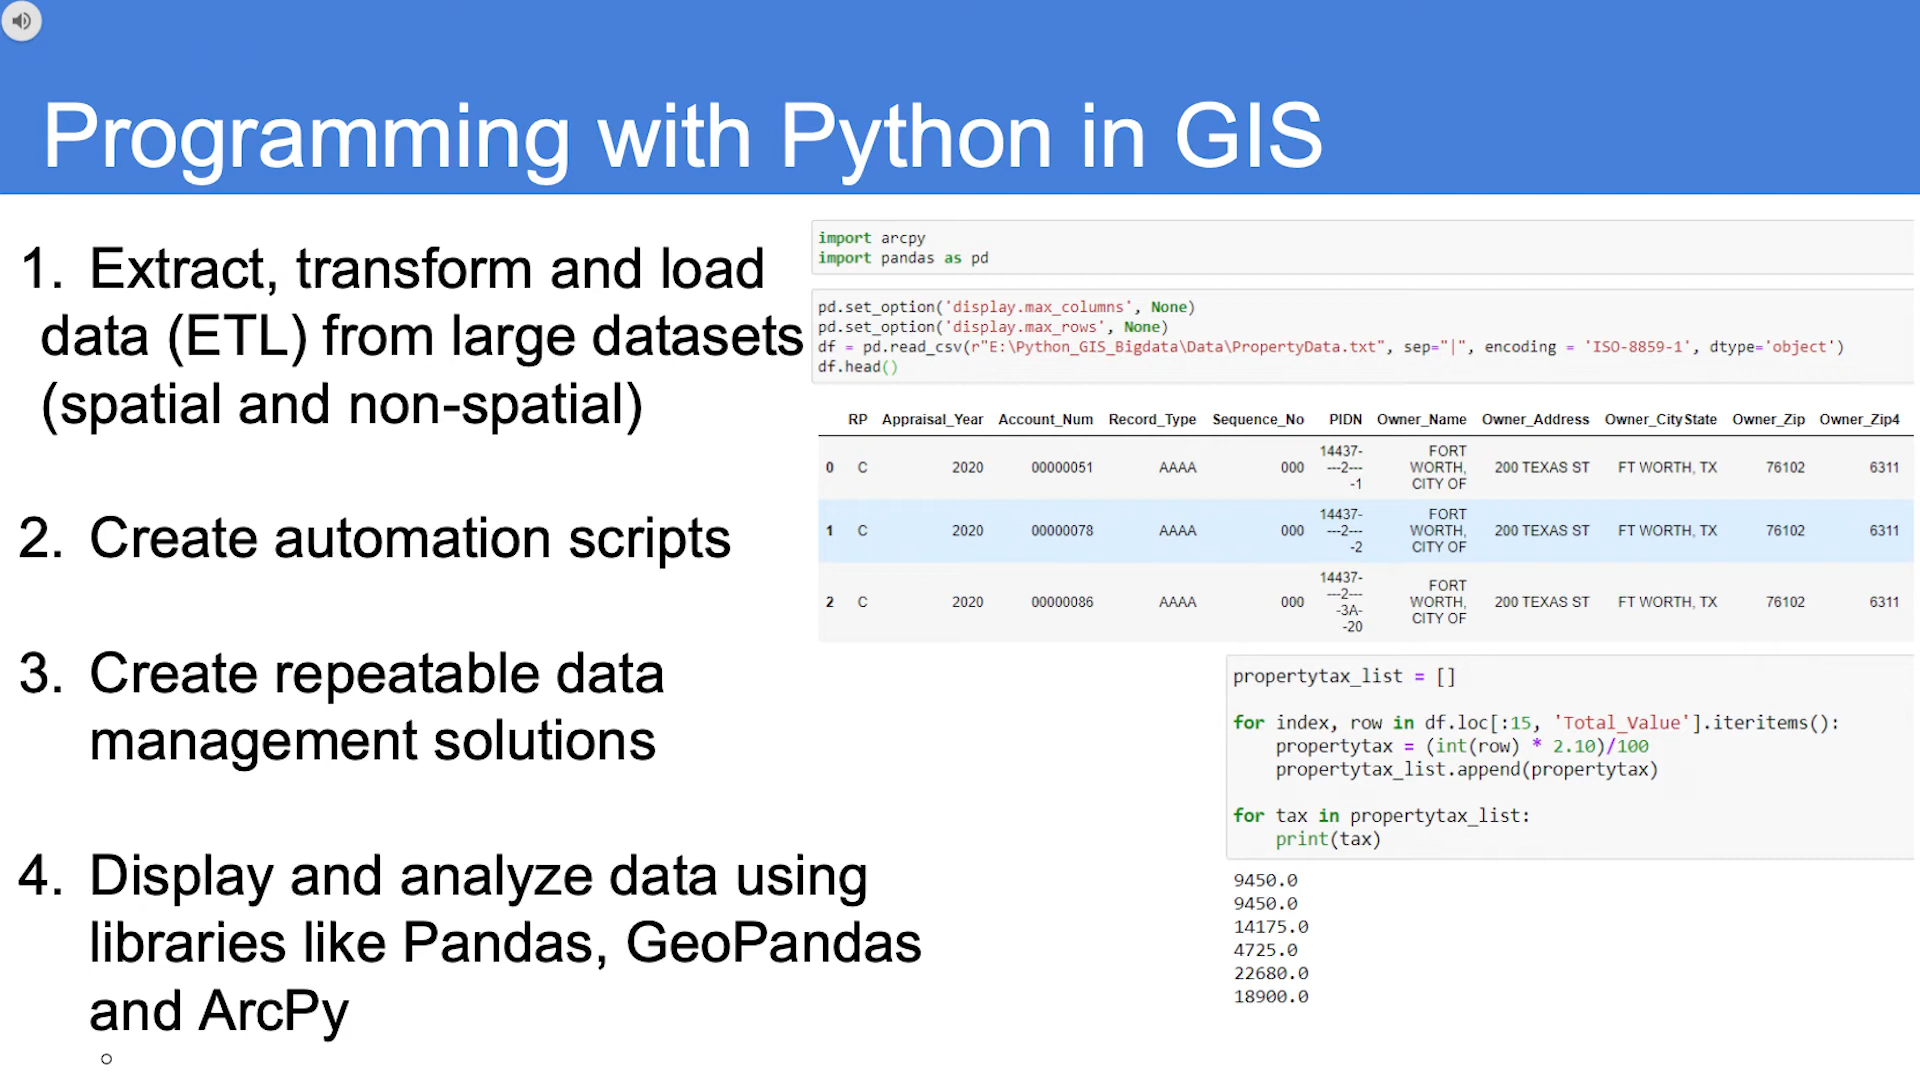 Programming with Python in GIS
1. Extract, transform and load
data (ETL) from large datasets
(spatial and non-spatial)
2. Create automation scripts
3. Create repeatable data
management solutions
4. Display and analyze data using
libraries like Pandas, GeoPandas
and ArcPy
import arcpy
import pandas as pd
pd.set_option('display.max_columns', None)
pd.set_option('display.max_rows', None)
df = pd.read_csv(r"E:\Python_GIS_Bigdata\Data\PropertyData.txt", sep="|", encoding = 'ISO-8859-1', dtype='object')
df.head()
RP Appraisal_Year Account_Num Record_Type Sequence_No PIDN Owner_Name Owner_Address Owner_CityState Owner_Zip Owner_Zip4
0 C 2020 00000051 AAAA 000 14437----2----1 FORT WORTH, CITY OF 200 TEXAS ST FT WORTH, TX 76102 6311
1 C 2020 00000078 AAAA 000 14437----2----2 FORT WORTH, CITY OF 200 TEXAS ST FT WORTH, TX 76102 6311
2 C 2020 00000086 AAAA 000 14437----2----3A--20 FORT WORTH, CITY OF 200 TEXAS ST FT WORTH, TX 76102 6311
propertytax_list = []
for index, row in df.loc[:15, 'Total_Value'].iteritems():
propertytax = (int(row) * 2.10)/100
propertytax_list.append(propertytax)
for tax in propertytax_list:
print(tax)
9450.0
9450.0
14175.0
4725.0
22680.0
18900.0